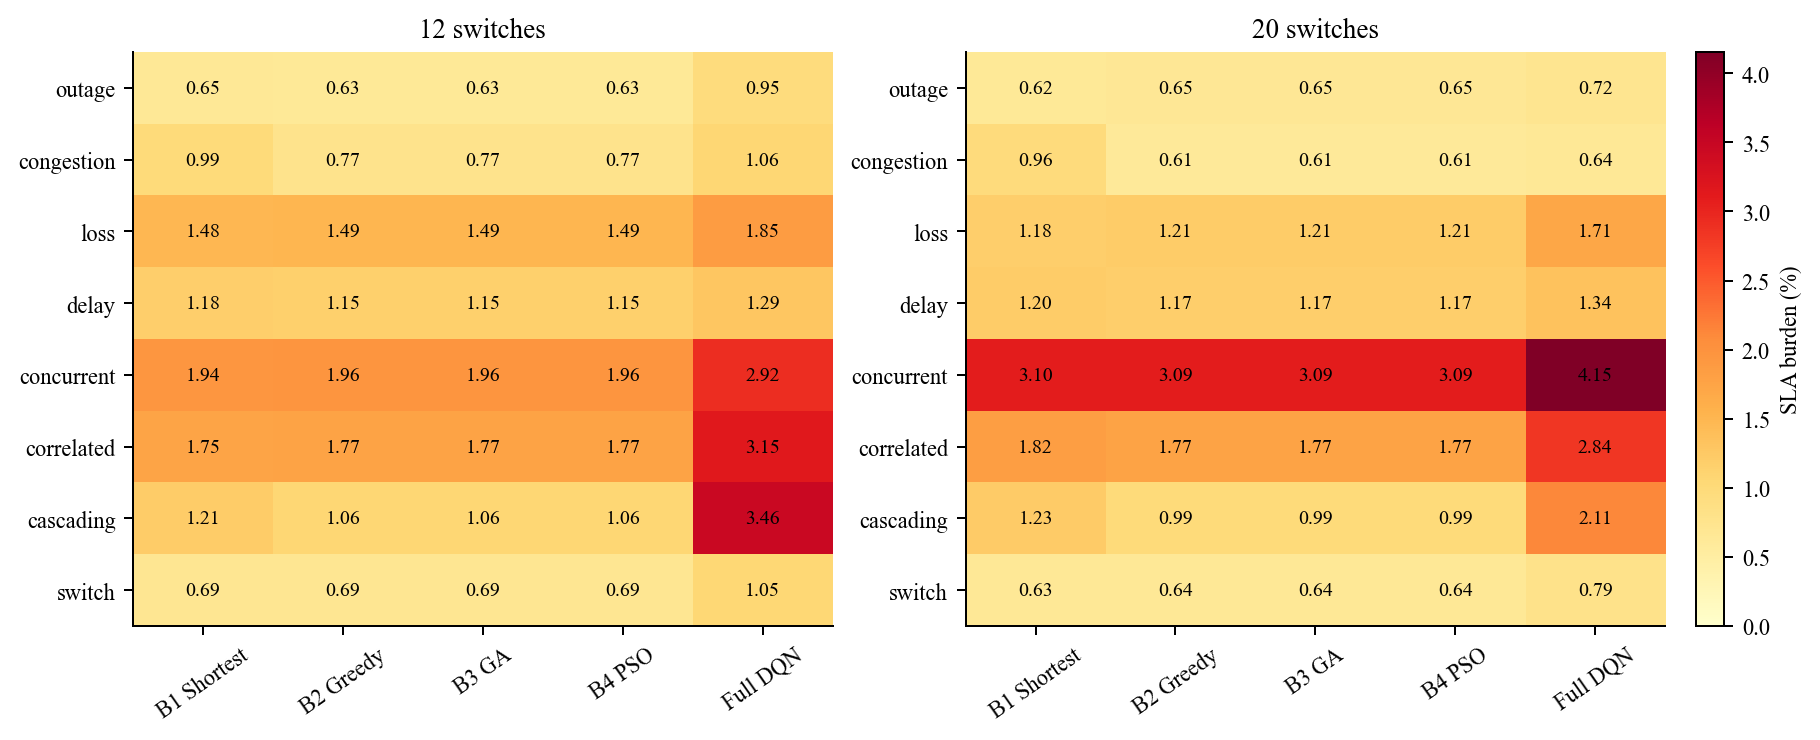 12 switches
20 switches
outage 0.65 0.63 0.63 0.63 0.95
congestion 0.99 0.77 0.77 0.77 1.06
loss 1.48 1.49 1.49 1.49 1.85
delay 1.18 1.15 1.15 1.15 1.29
concurrent 1.94 1.96 1.96 1.96 2.92
correlated 1.75 1.77 1.77 1.77 3.15
cascading 1.21 1.06 1.06 1.06 3.46
switch 0.69 0.69 0.69 0.69 1.05
B1 Shortest B2 Greedy B3 GA B4 PSO Full DQN
outage 0.62 0.65 0.65 0.65 0.72
congestion 0.96 0.61 0.61 0.61 0.64
loss 1.18 1.21 1.21 1.21 1.71
delay 1.20 1.17 1.17 1.17 1.34
concurrent 3.10 3.09 3.09 3.09 4.15
correlated 1.82 1.77 1.77 1.77 2.84
cascading 1.23 0.99 0.99 0.99 2.11
switch 0.63 0.64 0.64 0.64 0.79
B1 Shortest B2 Greedy B3 GA B4 PSO Full DQN
4.0
3.5
3.0
2.5
2.0
1.5
1.0
0.5
0.0
SLA burden (%)